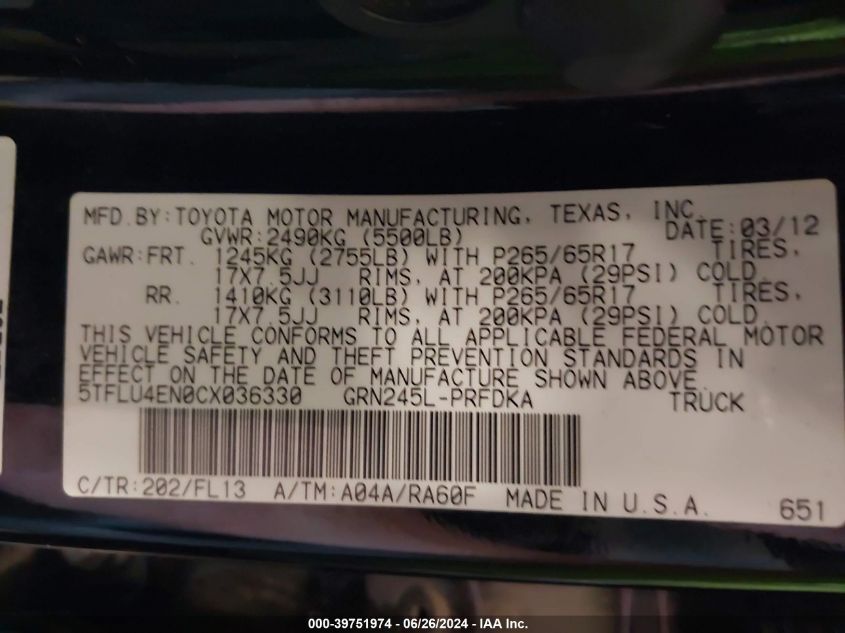 MFD. BY: TOYOTA MOTOR MANUFACTURING, TEXAS, INC.
GVWR: 2490KG (5500LB) DATE: 03/12
GAWR: FRT. 1245KG (2755LB) WITH P265/65R17 TIRES,
17X7.5JJ RIMS, AT 200KPA (29PSI) COLD.
RR. 1410KG (3110LB) WITH P265/65R17 TIRES,
17X7.5JJ RIMS, AT 200KPA (29PSI) COLD.
THIS VEHICLE CONFORMS TO ALL APPLICABLE FEDERAL MOTOR
VEHICLE SAFETY AND THEFT PREVENTION STANDARDS IN
EFFECT ON THE DATE OF MANUFACTURE SHOWN ABOVE.
5TFLU4EN0CX036330 GRN245L-PRFDKA TRUCK
C/TR: 202/FL13 A/TM: A04A/RA60F MADE IN U.S.A.
651
000-39751974 - 06/26/2024 - IAA Inc.